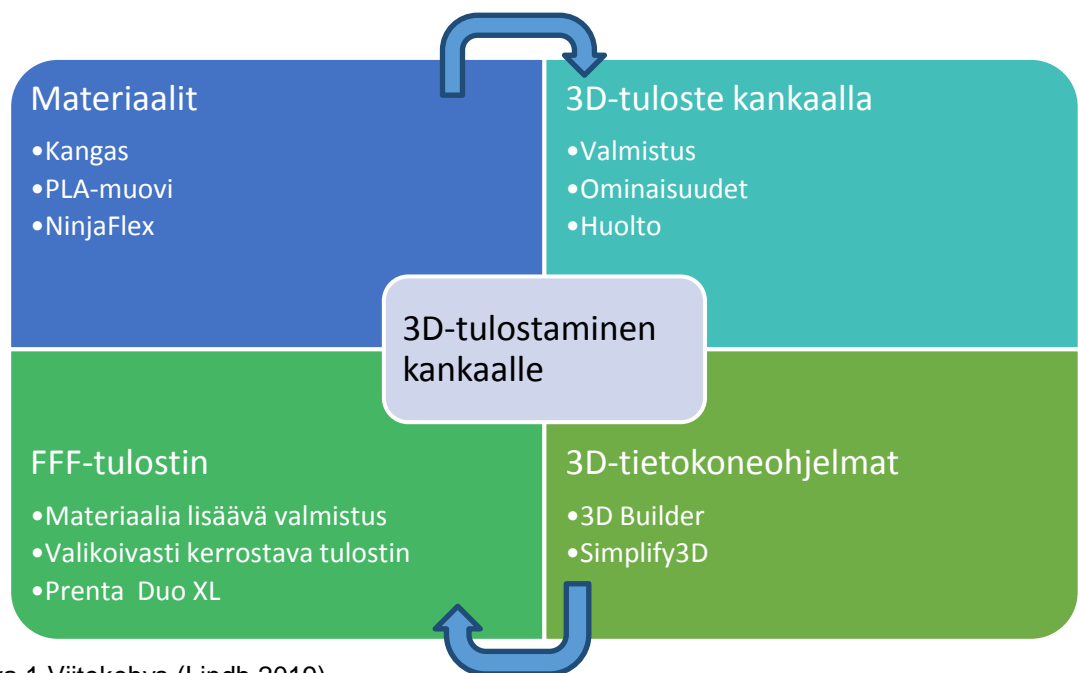 Materiaalit
•Kangas
•PLA-muovi
•NinjaFlex
3D-tuloste kankaalla
•Valmistus
•Ominaisuudet
•Huolto
3D-tulostaminen
kankaalle
FFF-tulostin
•Materiaalia lisäävä valmistus
•Valikoivasti kerrostava tulostin
•Prenta Duo XL
3D-tietokoneohjelmat
•3D Builder
•Simplify3D